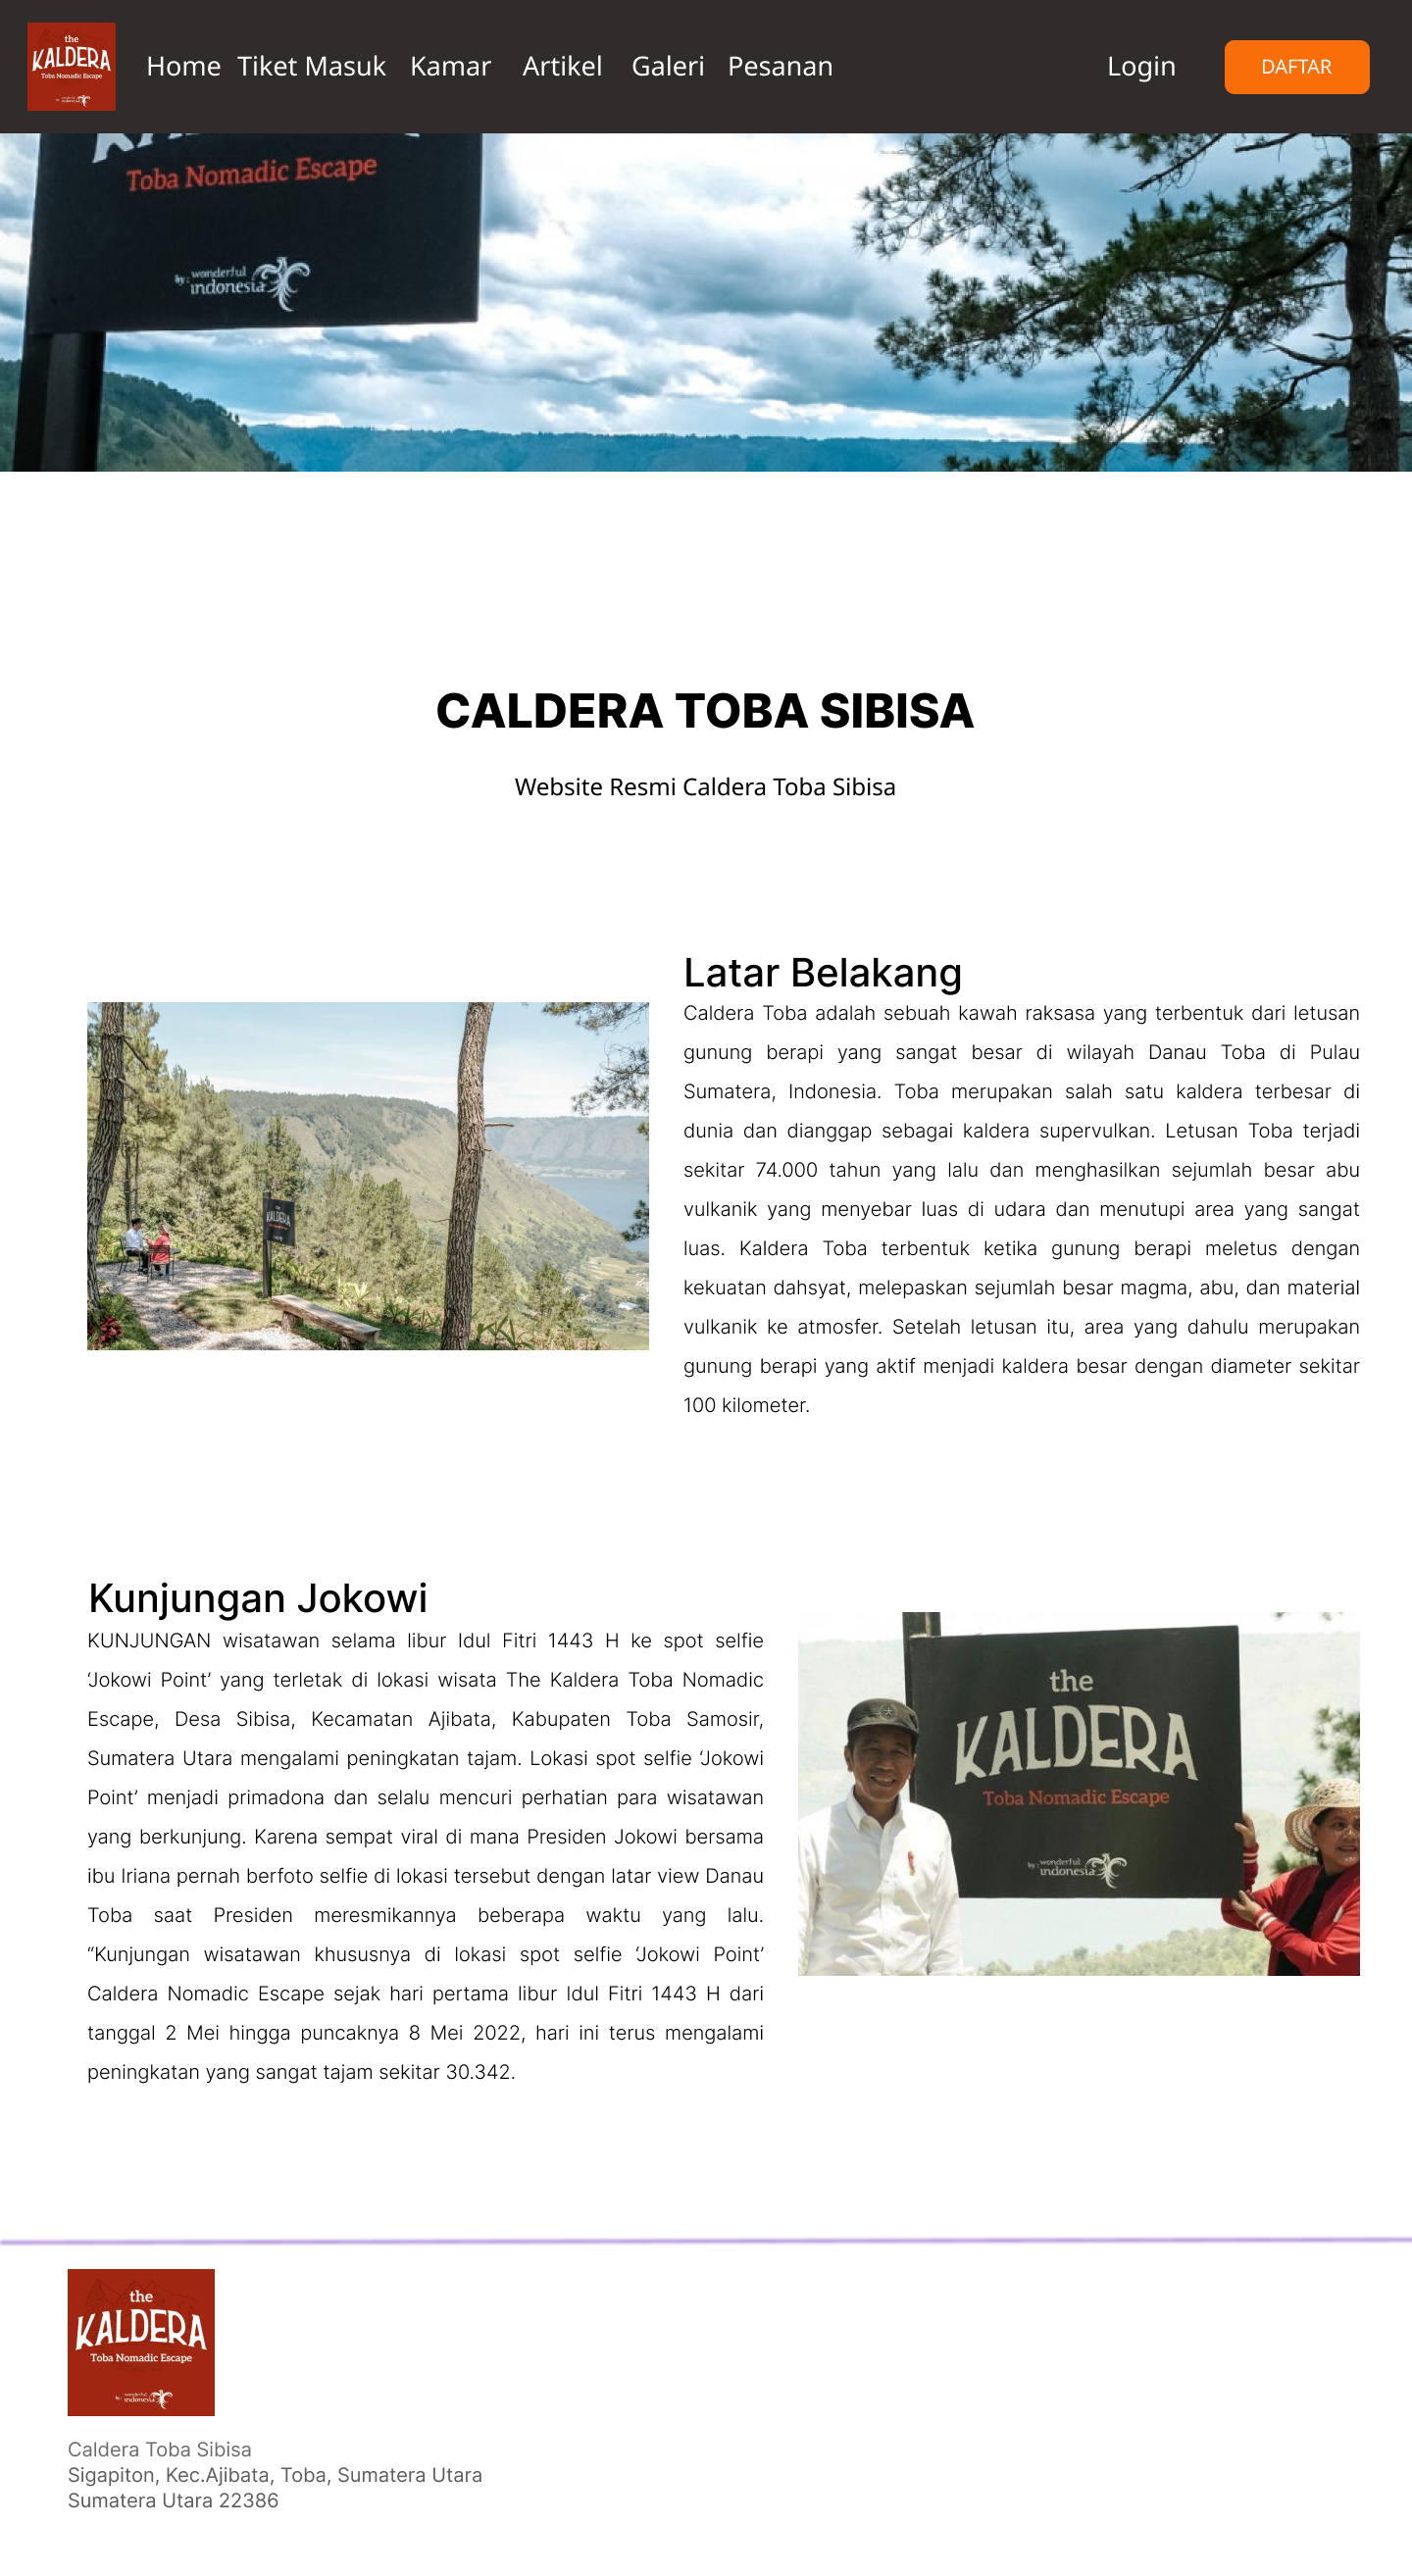 the
KALDERA
Toba Nomadic Escape
by: wonderful
indonesia
Home Tiket Masuk Kamar Artikel Galeri Pesanan Login DAFTAR
Toba Nomadic Escape
by: wonderful
indonesia
CALDERA TOBA SIBISA
Website Resmi Caldera Toba Sibisa
Latar Belakang
Caldera Toba adalah sebuah kawah raksasa yang terbentuk dari letusan
gunung berapi yang sangat besar di wilayah Danau Toba di Pulau
Sumatera, Indonesia. Toba merupakan salah satu kaldera terbesar di
dunia dan dianggap sebagai kaldera supervulkan. Letusan Toba terjadi
sekitar 74.000 tahun yang lalu dan menghasilkan sejumlah besar abu
vulkanik yang menyebar luas di udara dan menutupi area yang sangat
luas. Kaldera Toba terbentuk ketika gunung berapi meletus dengan
kekuatan dahsyat, melepaskan sejumlah besar magma, abu, dan material
vulkanik ke atmosfer. Setelah letusan itu, area yang dahulu merupakan
gunung berapi yang aktif menjadi kaldera besar dengan diameter sekitar
100 kilometer.
the
KALDERA
Kunjungan Jokowi
KUNJUNGAN wisatawan selama libur Idul Fitri 1443 H ke spot selfie
‘Jokowi Point’ yang terletak di lokasi wisata The Kaldera Toba Nomadic
Escape, Desa Sibisa, Kecamatan Ajibata, Kabupaten Toba Samosir,
Sumatera Utara mengalami peningkatan tajam. Lokasi spot selfie ‘Jokowi
Point’ menjadi primadona dan selalu mencuri perhatian para wisatawan
yang berkunjung. Karena sempat viral di mana Presiden Jokowi bersama
ibu Iriana pernah berfoto selfie di lokasi tersebut dengan latar view Danau
Toba saat Presiden meresmikannya beberapa waktu yang lalu.
“Kunjungan wisatawan khususnya di lokasi spot selfie ‘Jokowi Point’
Caldera Nomadic Escape sejak hari pertama libur Idul Fitri 1443 H dari
tanggal 2 Mei hingga puncaknya 8 Mei 2022, hari ini terus mengalami
peningkatan yang sangat tajam sekitar 30.342.
the
KALDERA
Toba Nomadic Escape
by: wonderful
indonesia
the
KALDERA
Toba Nomadic Escape
by: wonderful
indonesia
Caldera Toba Sibisa
Sigapiton, Kec.Ajibata, Toba, Sumatera Utara
Sumatera Utara 22386